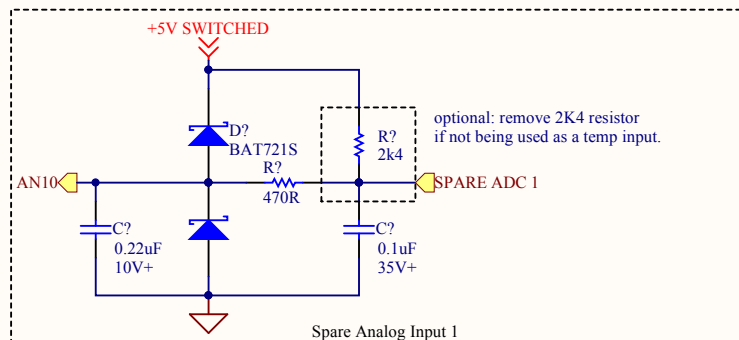 +5V SWITCHED
optional: remove 2K4 resistor
if not being used as a temp input.
D?
BAT721S
R?
2k4
AN10
R?
470R
SPARE ADC 1
C?
0.22uF
10V+
C?
0.1uF
35V+
Spare Analog Input 1